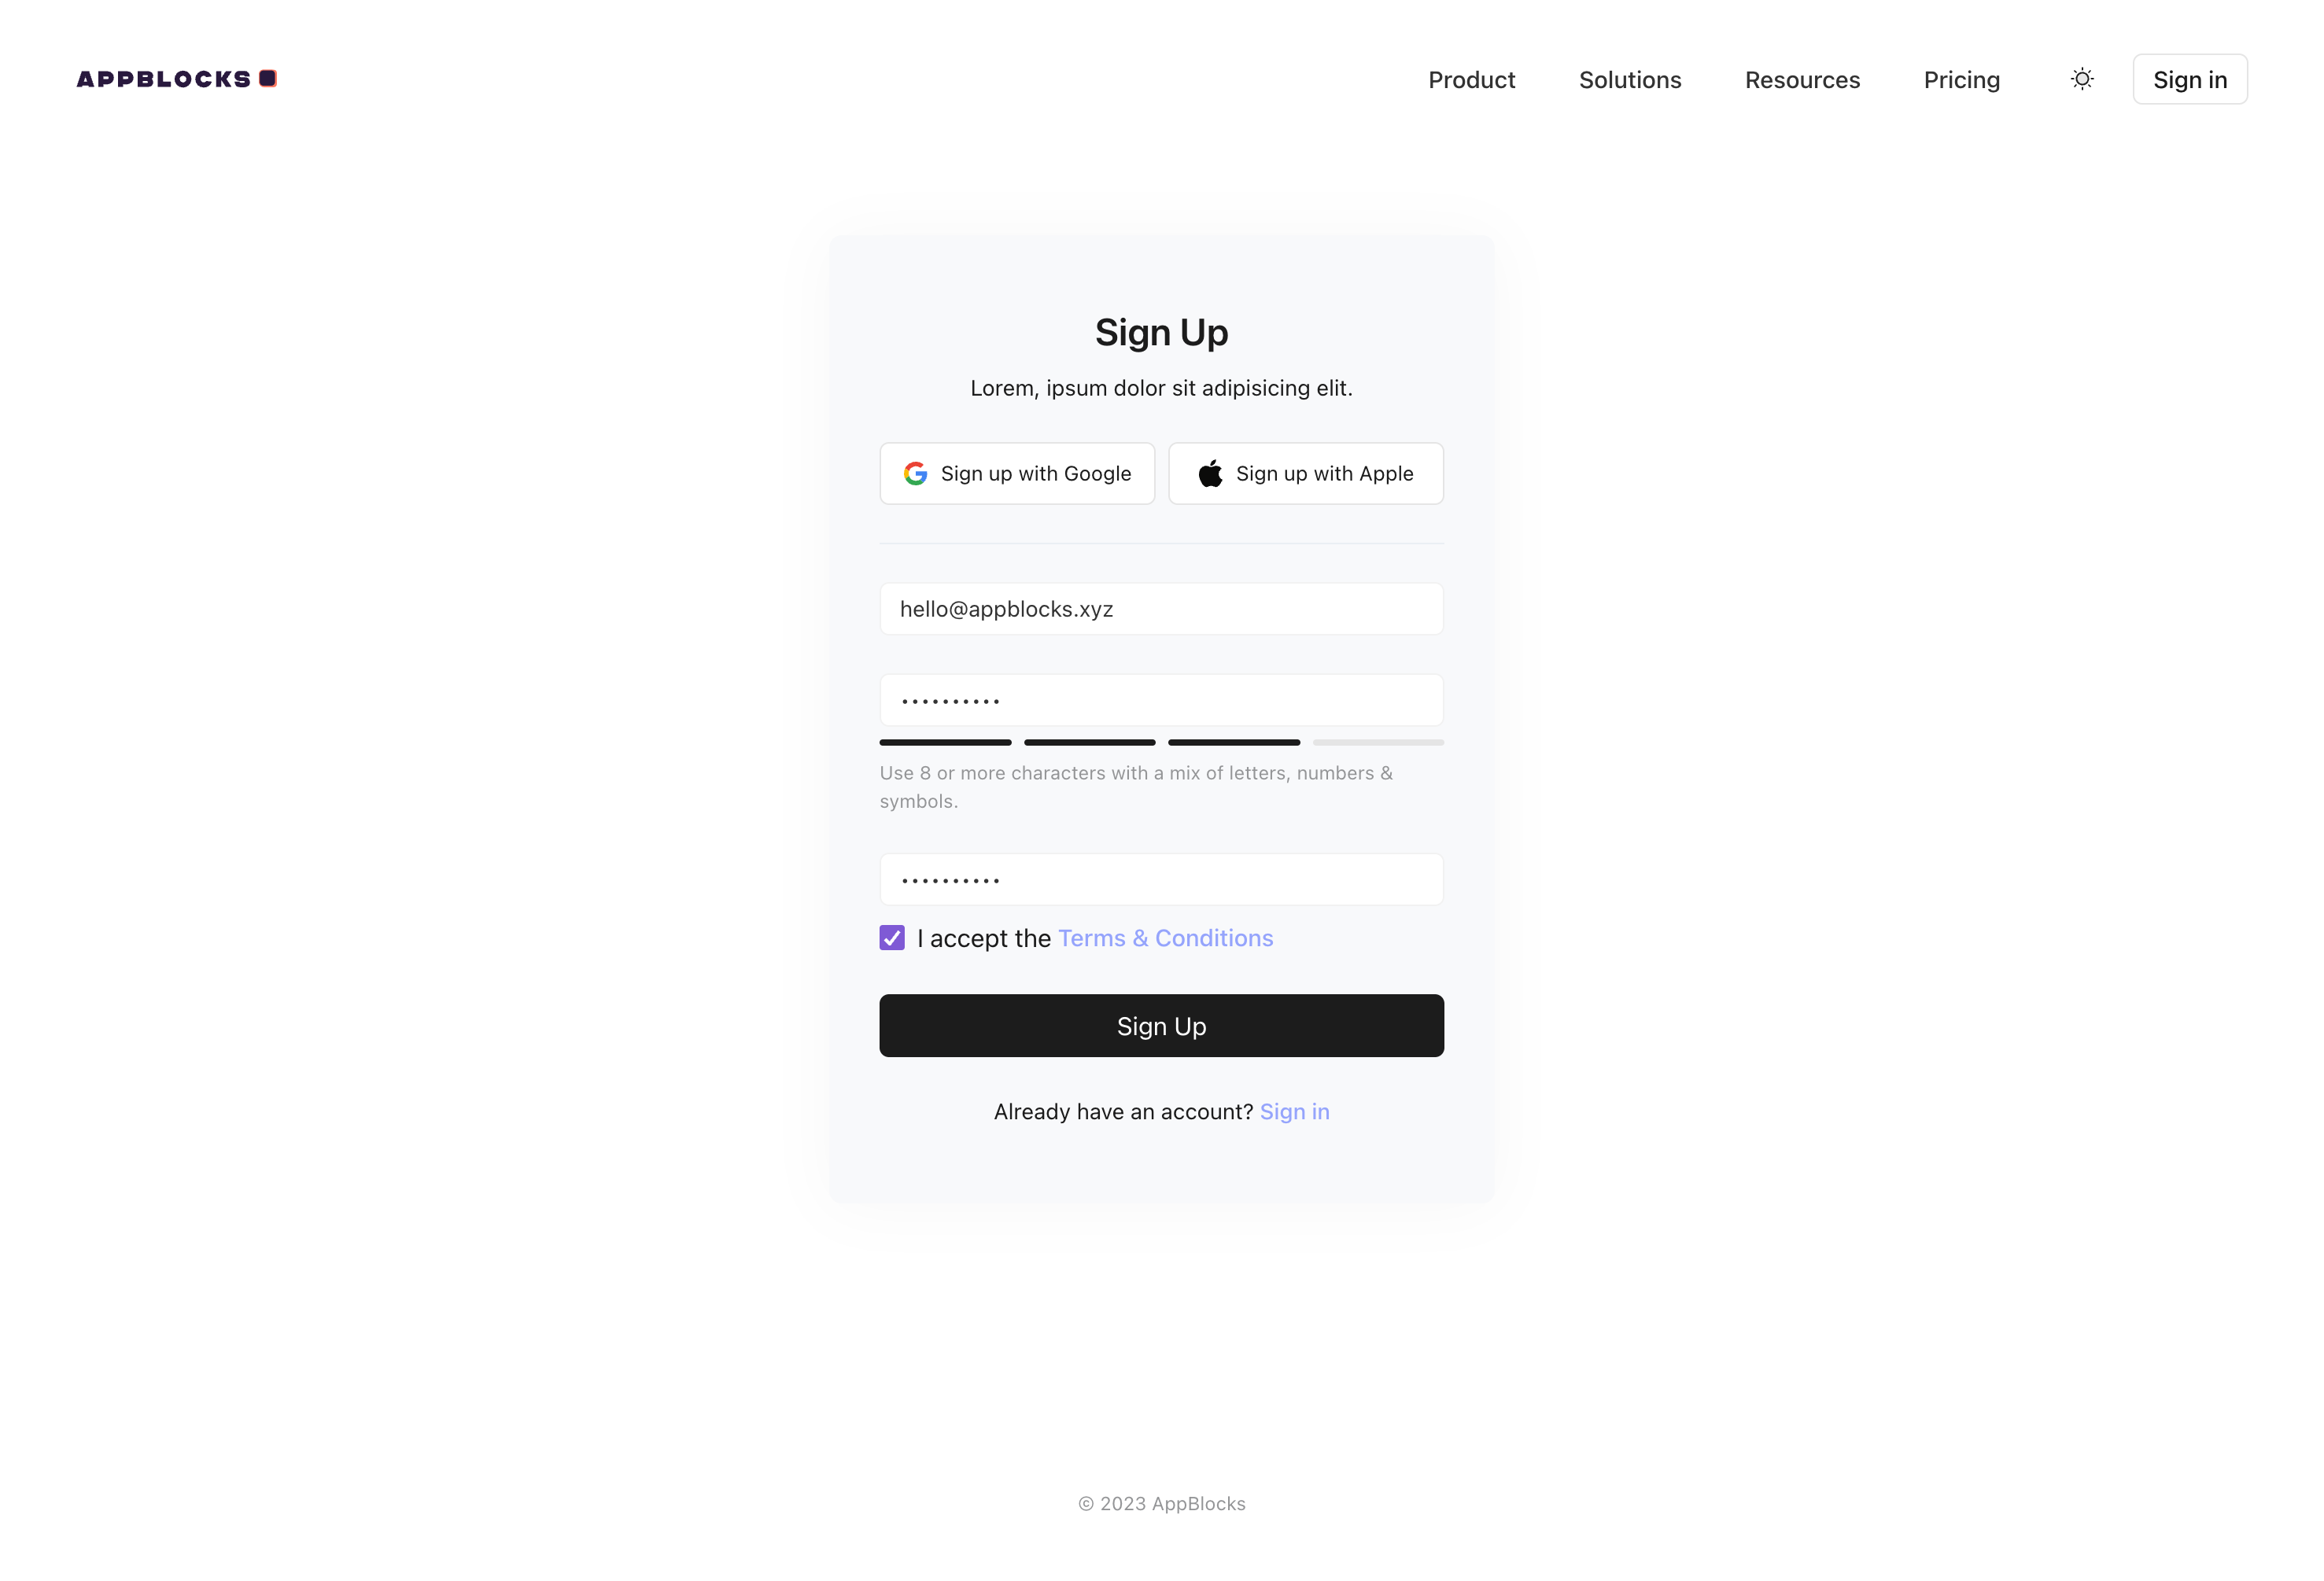 APPBLOCKS
Product Solutions Resources Pricing Sign in
Sign Up
Lorem, ipsum dolor sit adipisicing elit.
Sign up with Google Sign up with Apple
hello@appblocks.xyz
••••••••••
Use 8 or more characters with a mix of letters, numbers &
symbols.
••••••••••
I accept the Terms & Conditions
Sign Up
Already have an account? Sign in
© 2023 AppBlocks